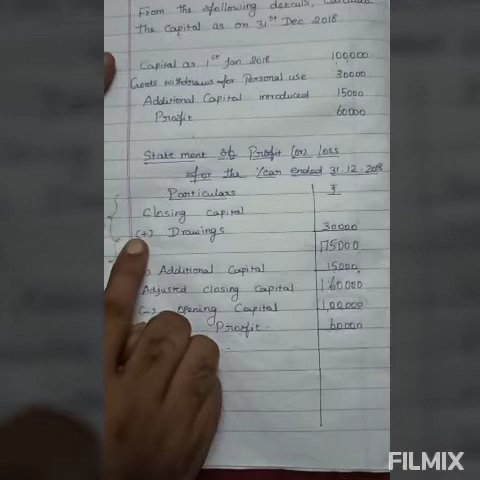 From the following details,
the capital as on 31st Dec 2018.
Capital as 1st Jan 2018 100,000
Goods withdrawn for Personal use 30000
Additional Capital introduced 15000
Profit 60000
Statement of Profit (or) loss
for the Year ended 31.12.2018
Particulars ₹
Closing capital
(+) Drawings 30000
175000
) Additional Capital 15000
Adjusted closing Capital 160000
(-) opening Capital 1,00,000
Profit. 60000
FILMIX